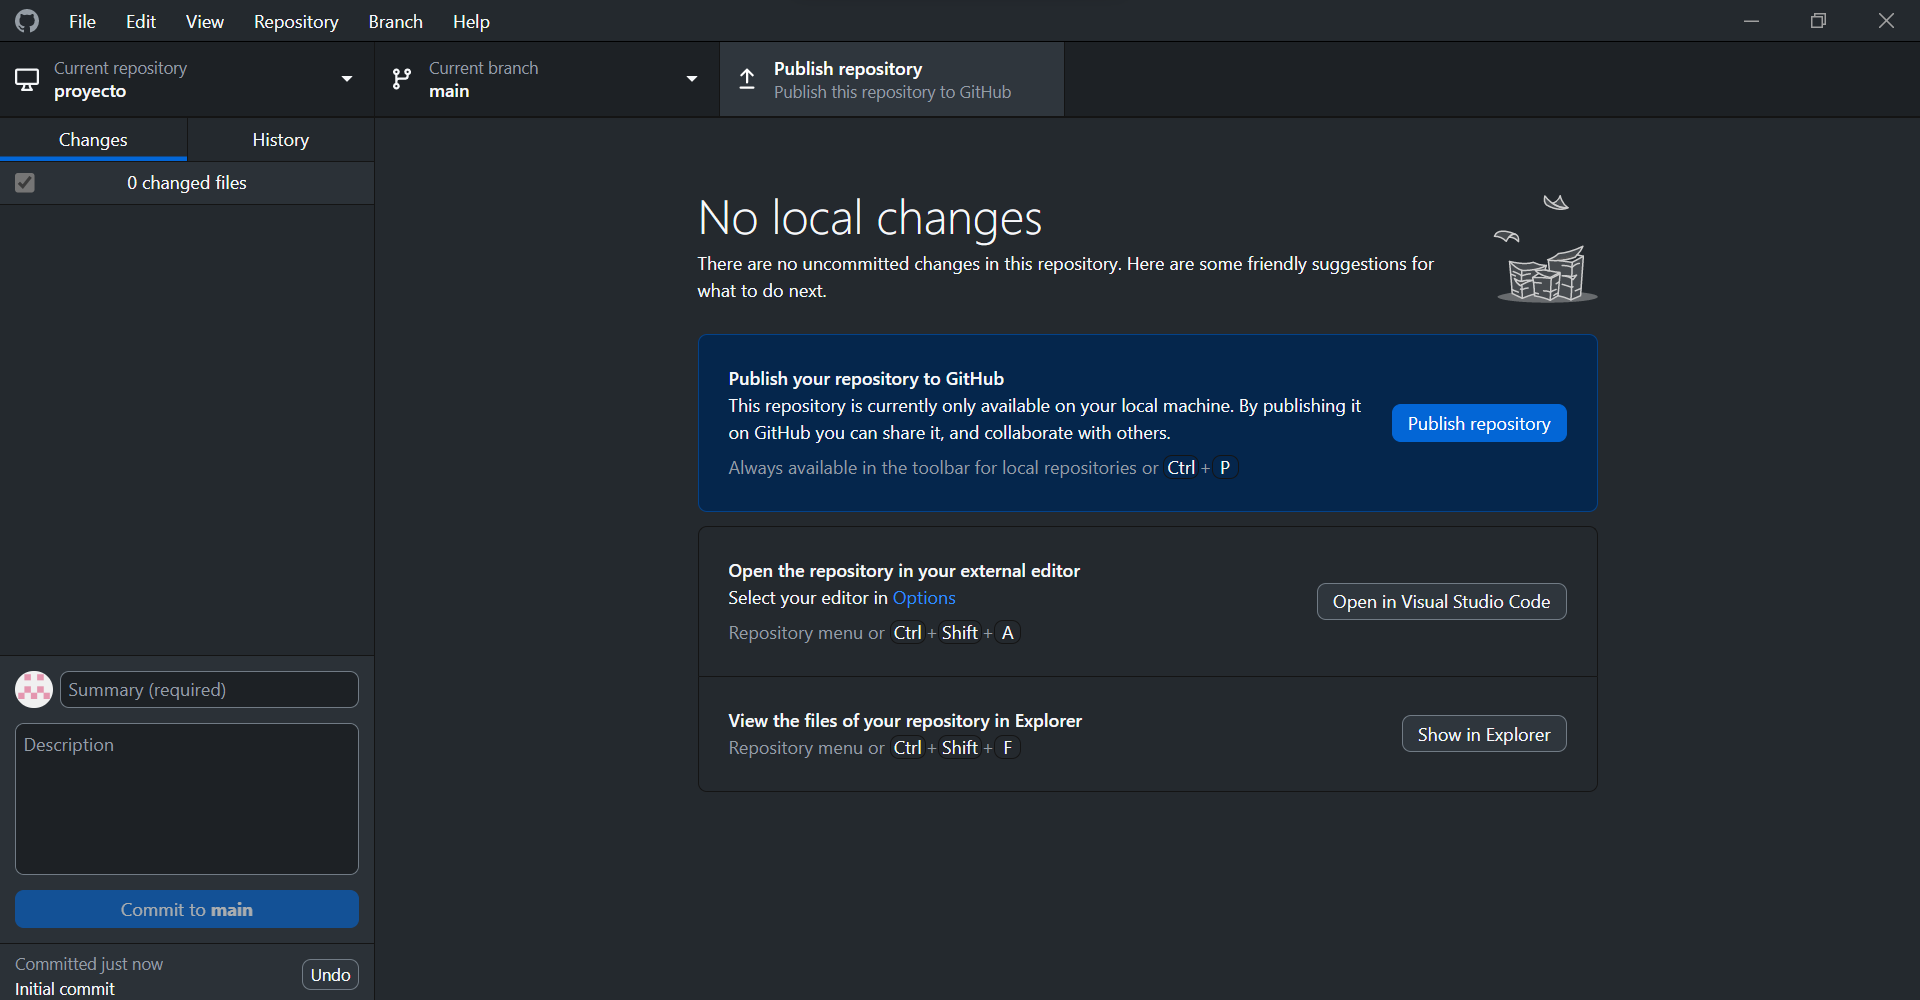 File Edit View Repository Branch Help
Current repository
proyecto
Current branch
main
Publish repository
Publish this repository to GitHub
Changes History
0 changed files
No local changes
There are no uncommitted changes in this repository. Here are some friendly suggestions for
what to do next.
Publish your repository to GitHub
This repository is currently only available on your local machine. By publishing it
on GitHub you can share it, and collaborate with others.
Always available in the toolbar for local repositories or Ctrl + P
Publish repository
Open the repository in your external editor
Select your editor in Options
Repository menu or Ctrl + Shift + A
Open in Visual Studio Code
View the files of your repository in Explorer
Repository menu or Ctrl + Shift + F
Show in Explorer
Summary (required)
Description
Commit to main
Committed just now
Initial commit
Undo